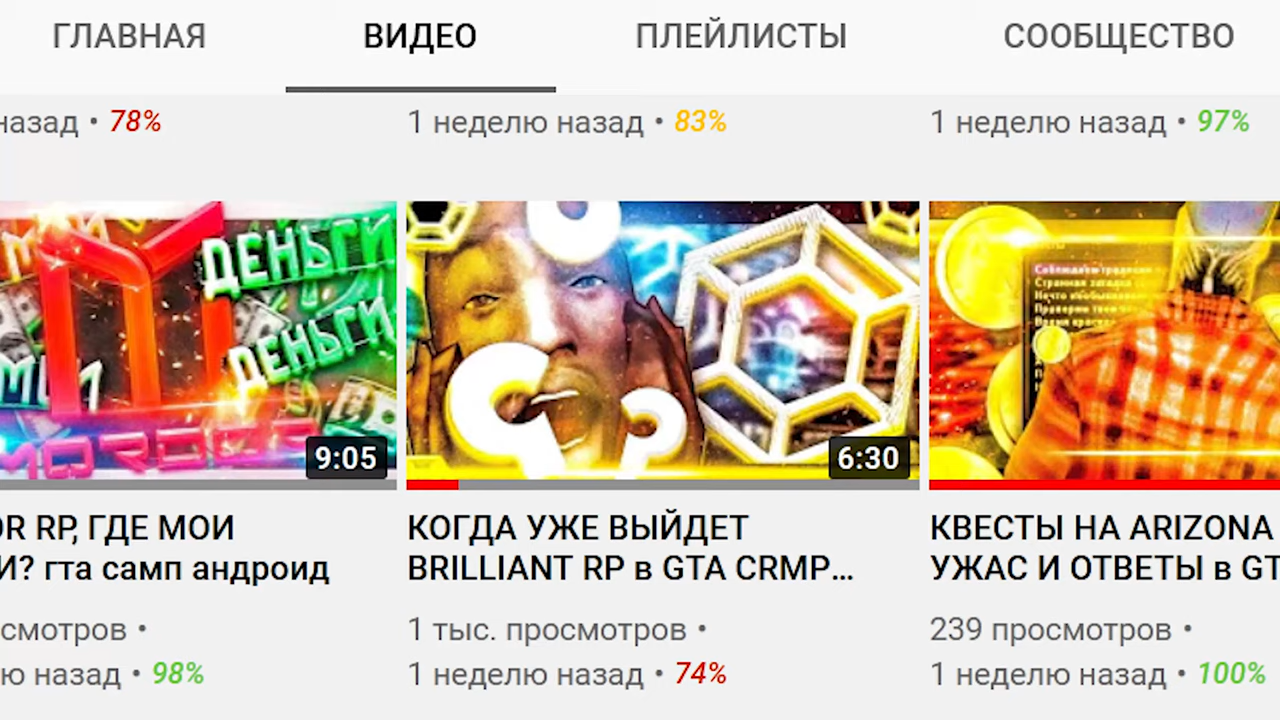 ГЛАВНАЯ ВИДЕО ПЛЕЙЛИСТЫ СООБЩЕСТВО
назад • 78% 1 неделю назад • 83% 1 неделю назад • 97%
ДЕНЬГИ
ДЕНЬГИ
9:05 6:30
OR RP, ГДЕ МОИ КОГДА УЖЕ ВЫЙДЕТ КВЕСТЫ НА ARIZONA
И? гта самп андроид BRILLIANT RP в GTA CRMP... УЖАС И ОТВЕТЫ в GT
смотров • 1 тыс. просмотров • 239 просмотров •
ю назад • 98% 1 неделю назад • 74% 1 неделю назад • 100%